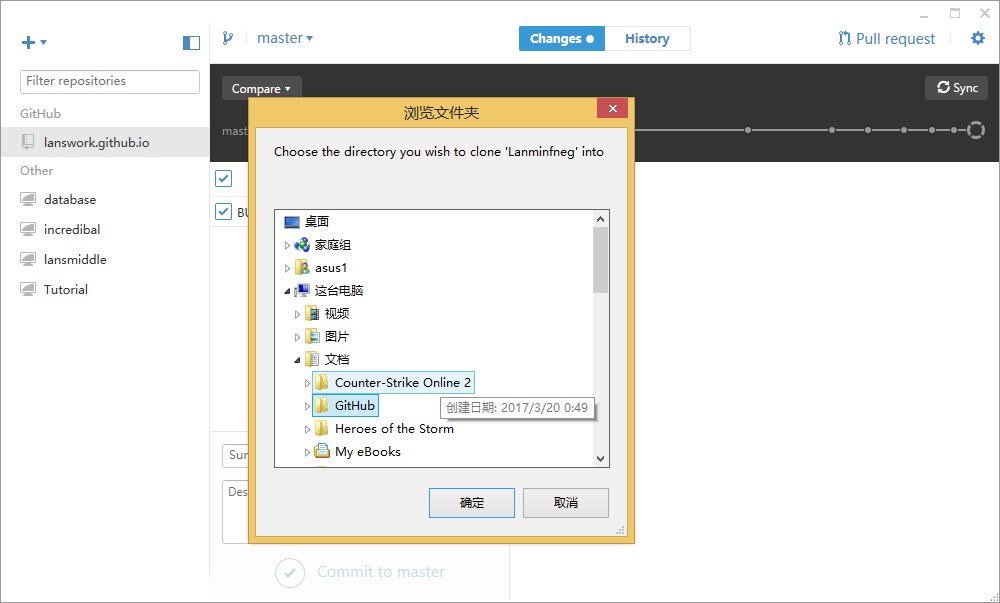 master
Changes
History
Pull request
Filter repositories
Compare
Sync
浏览文件夹
GitHub
mast
lanswork.github.io
Choose the directory you wish to clone 'Lanminfneg' into
Other
database
BU
桌面
incredibal
家庭组
lansmiddle
asus1
Tutorial
这台电脑
视频
图片
文档
Counter-Strike Online 2
GitHub
创建日期: 2017/3/20 0:49
Heroes of the Storm
My eBooks
Sur
Des
确定
取消
Commit to master